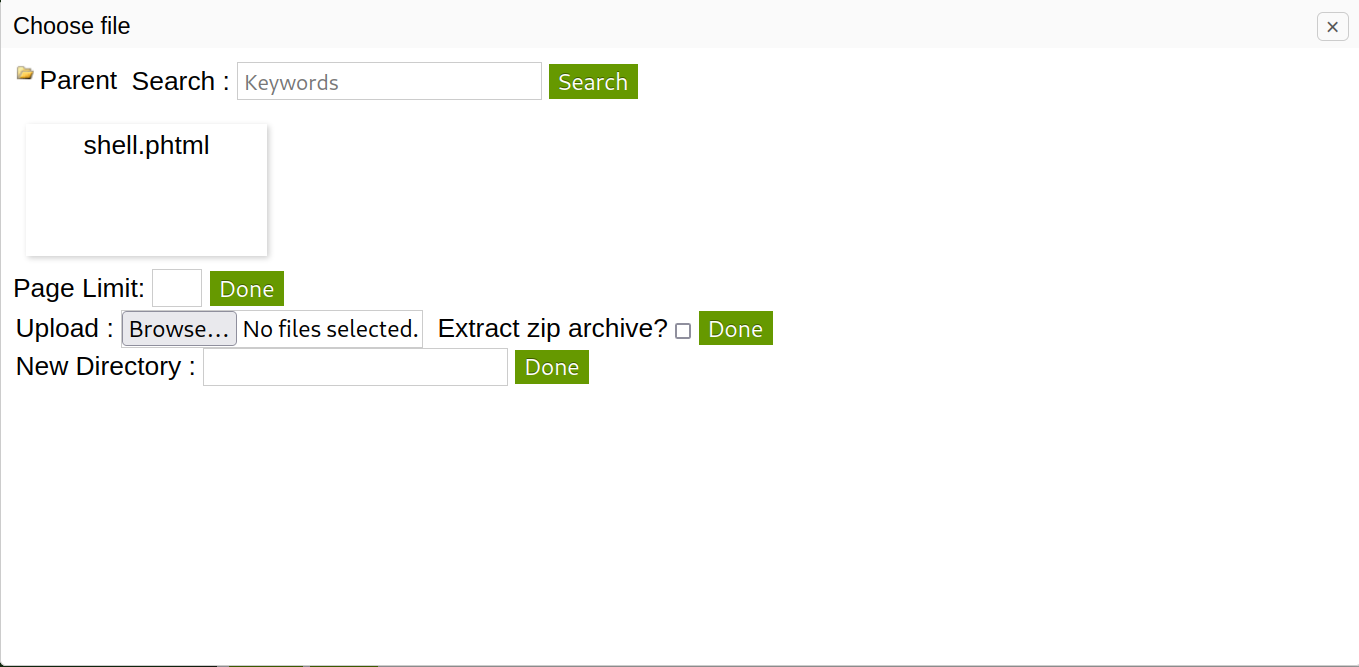 Choose file
Parent Search : Keywords Search
shell.phtml
Page Limit: Done
Upload : Browse... No files selected. Extract zip archive? Done
New Directory : Done